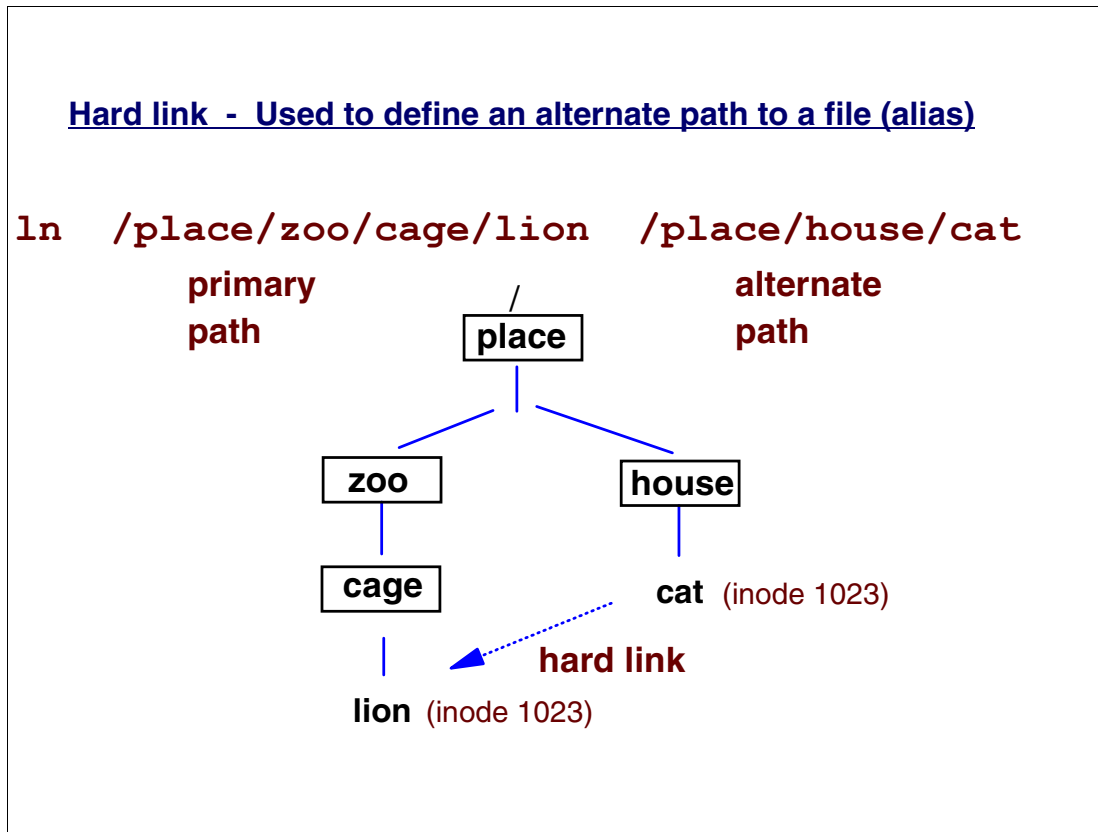 Hard link - Used to define an alternate path to a file (alias)
ln /place/zoo/cage/lion /place/house/cat
primary path
alternate path
/
place
zoo
house
cage
cat (inode 1023)
hard link
lion (inode 1023)